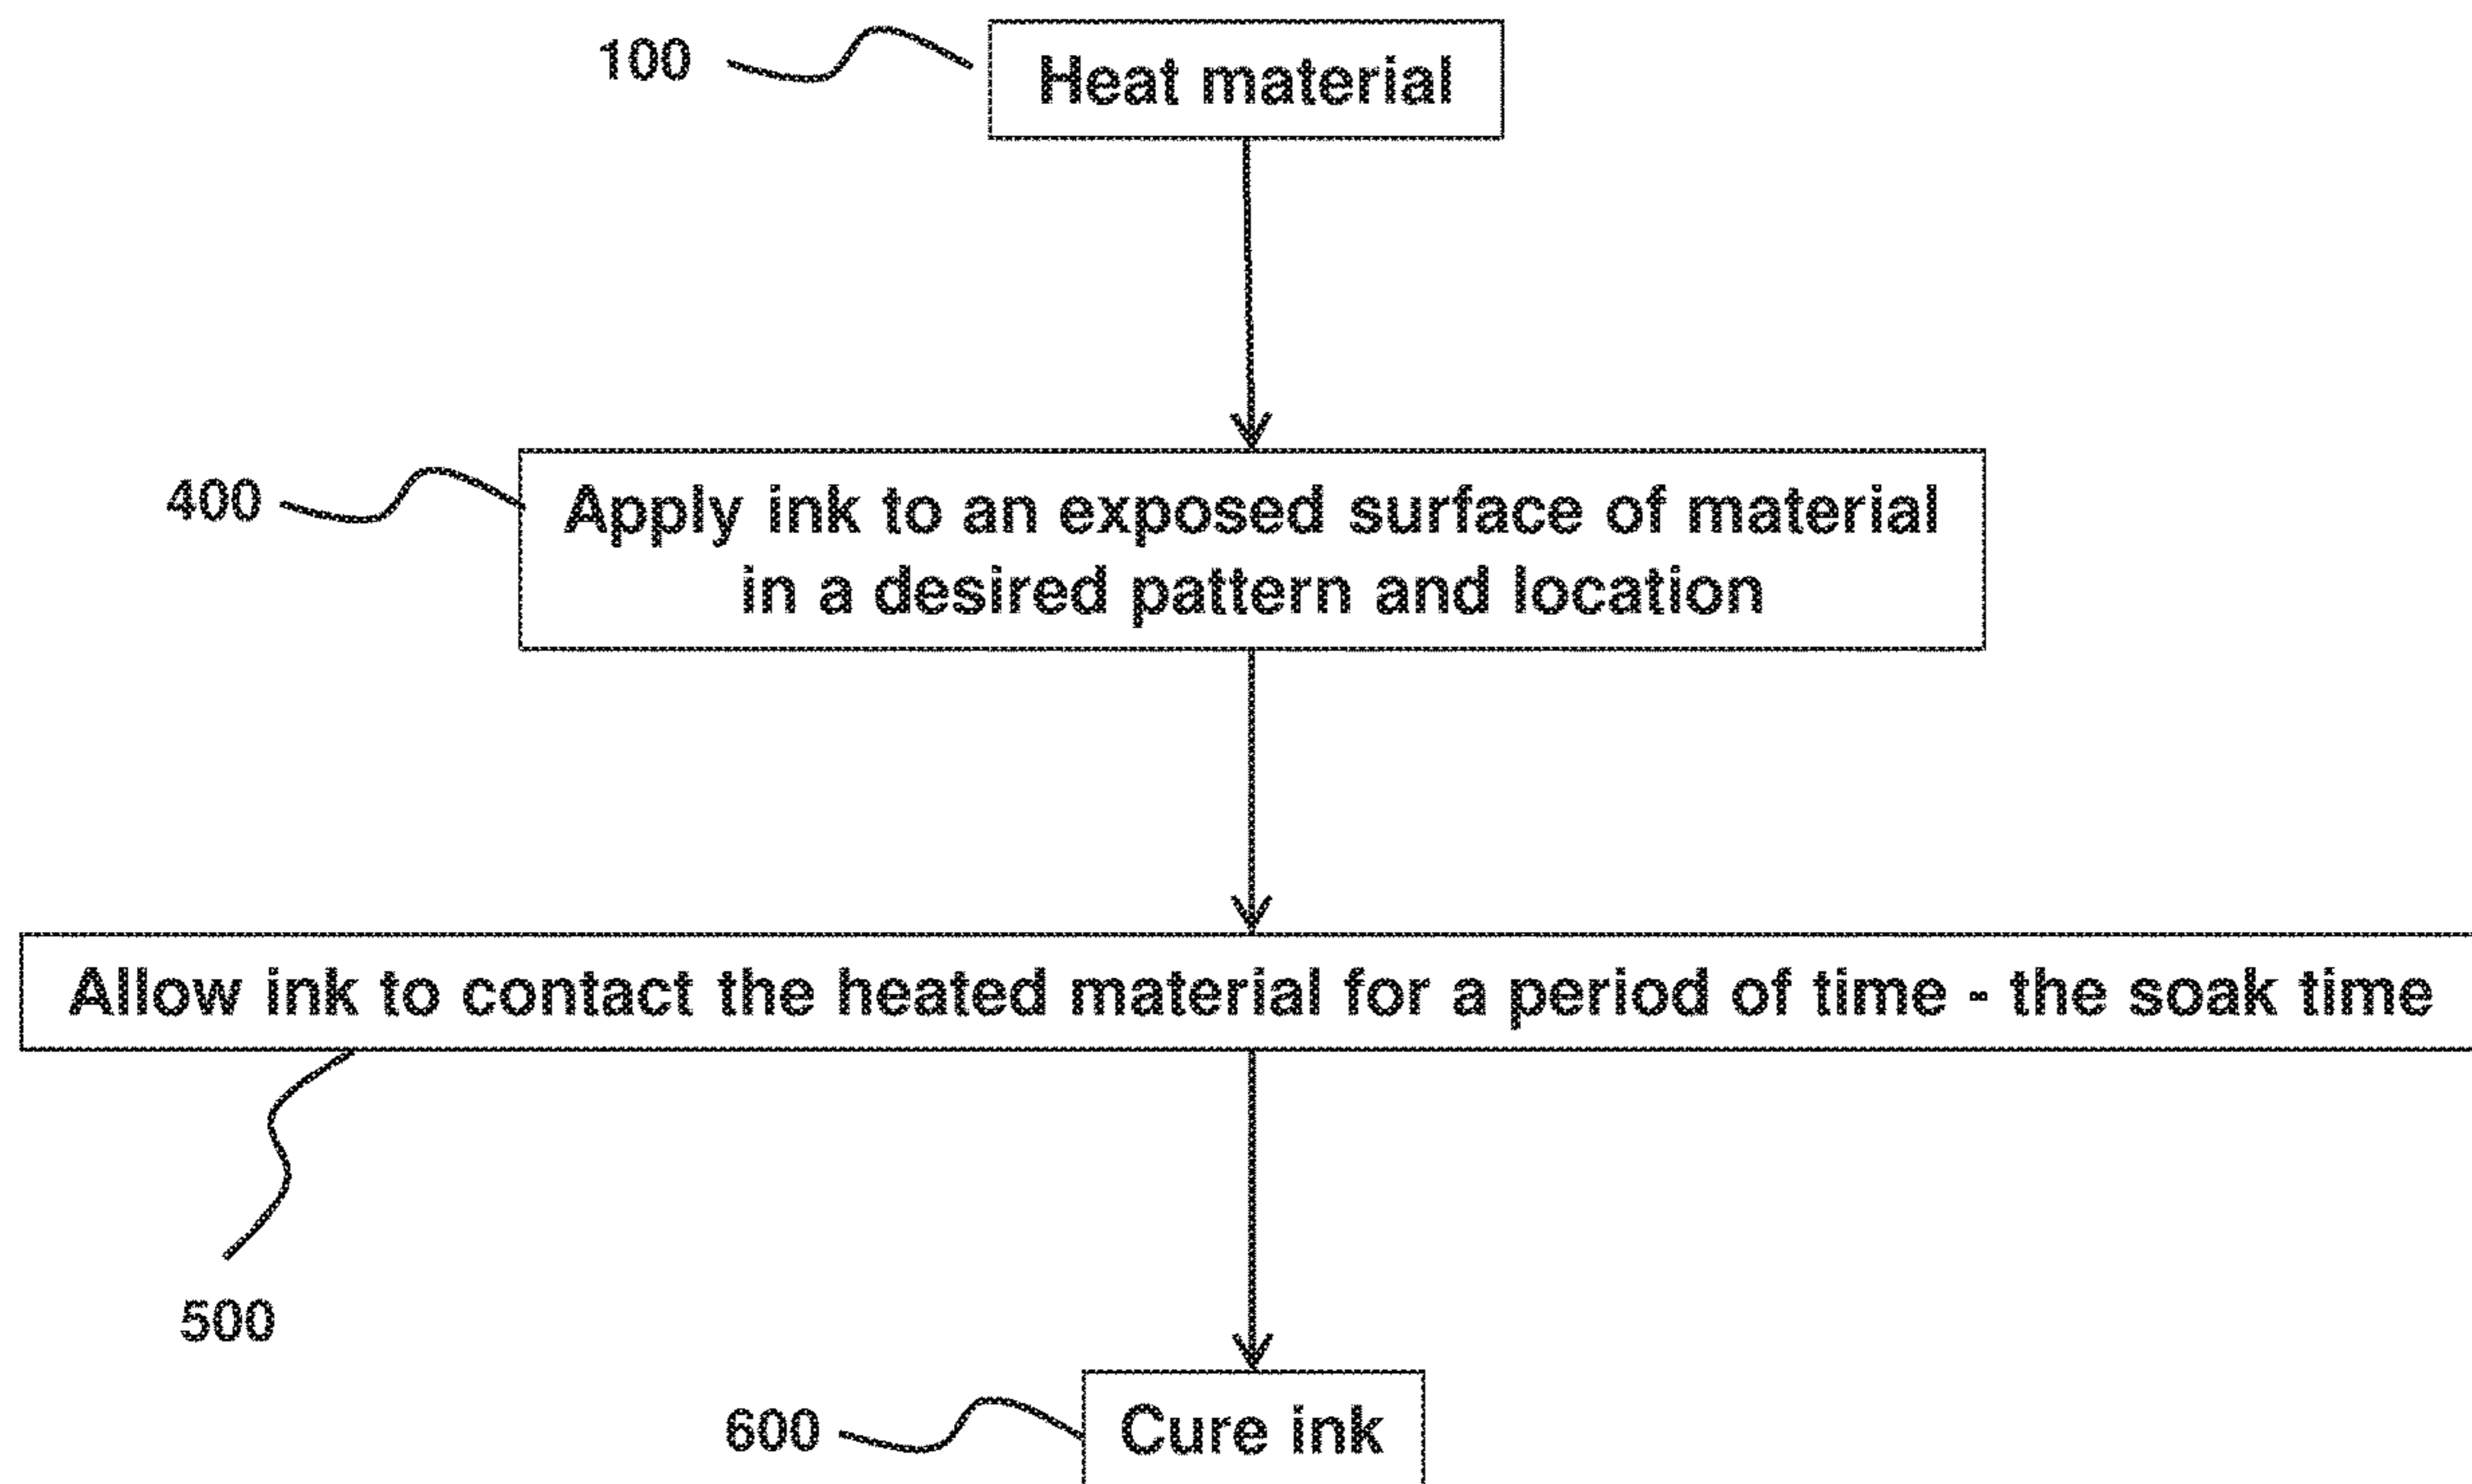 100
Heat material
400
Apply ink to an exposed surface of material
in a desired pattern and location
Allow ink to contact the heated material for a period of time - the soak time
500
600
Cure ink